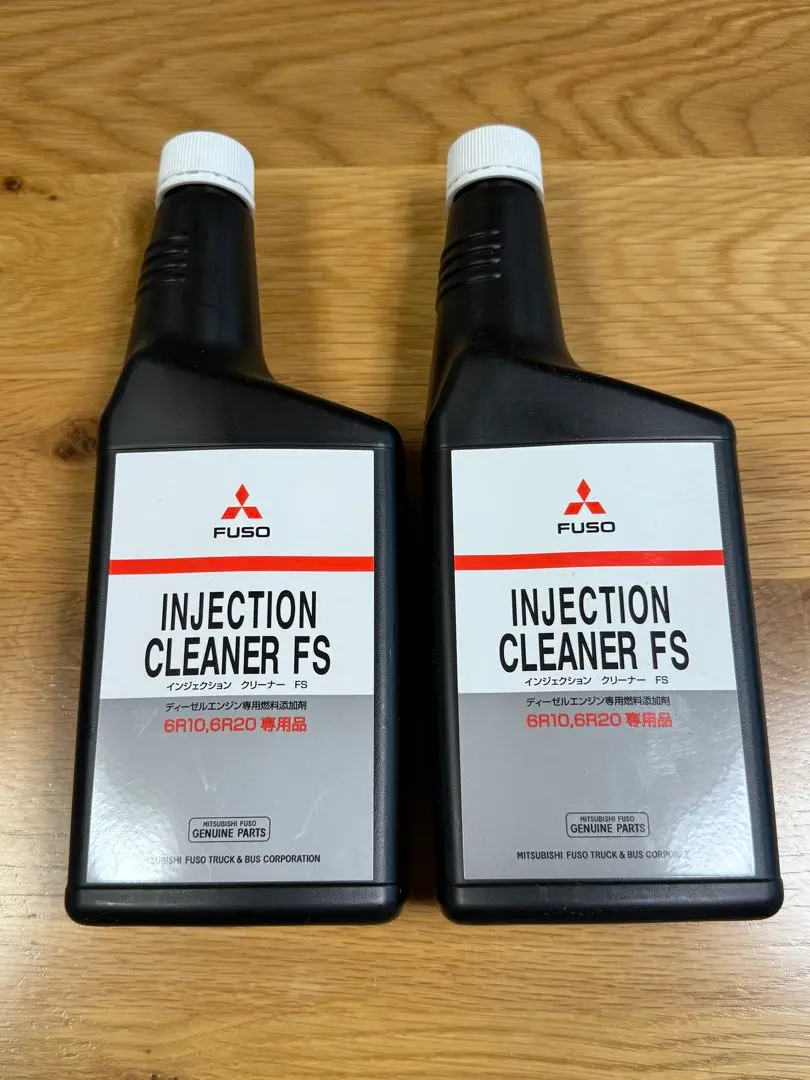 FUSO
INJECTION
CLEANER FS
インジェクション クリーナー FS
ディーゼルエンジン専用燃料添加剤
6R10,6R20 専用品
MITSUBISHI FUSO
GENUINE PARTS
FUSO TRUCK & BUS CORPORATION
FUSO
INJECTION
CLEANER FS
インジェクション クリーナー FS
ディーゼルエンジン専用燃料添加剤
6R10,6R20 専用品
MITSUBISHI FUSO
GENUINE PARTS
MITSUBISHI FUSO TRUCK & BUS